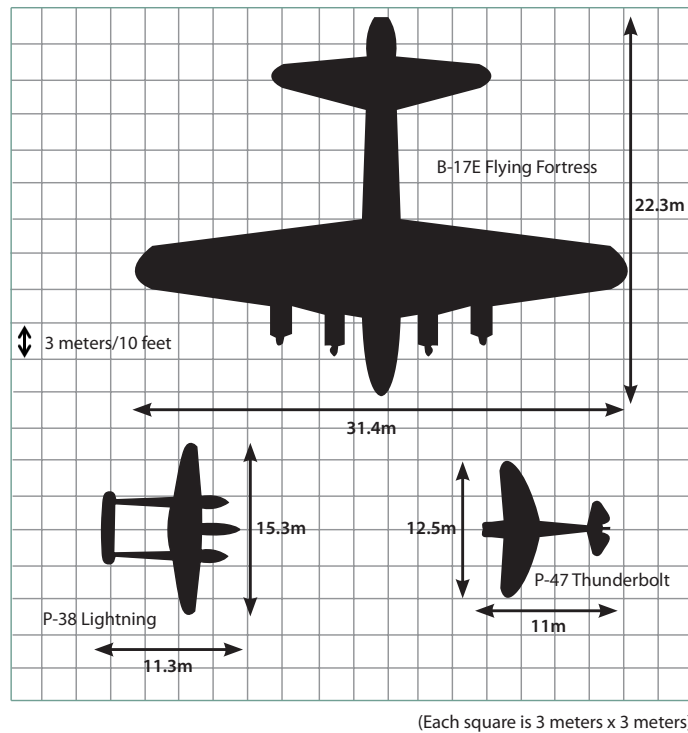 B-17E Flying Fortress
22.3m
3 meters/10 feet
31.4m
15.3m
12.5m
P-47 Thunderbolt
P-38 Lightning
11m
11.3m
(Each square is 3 meters x 3 meters)